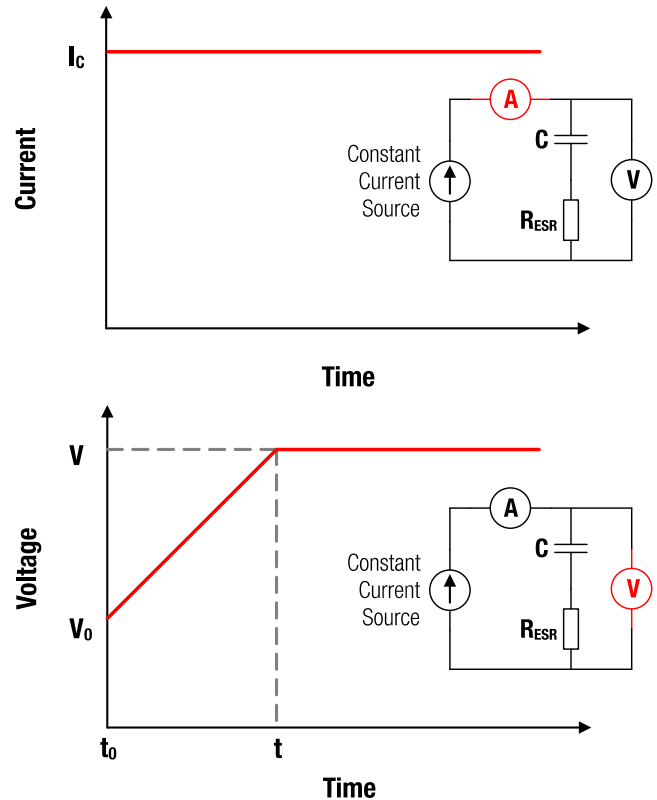 I_C
Current
A
C
Constant
Current
Source
V
R_ESR
Time
V
Voltage
A
C
Constant
Current
Source
V
R_ESR
V_0
t_0
t
Time